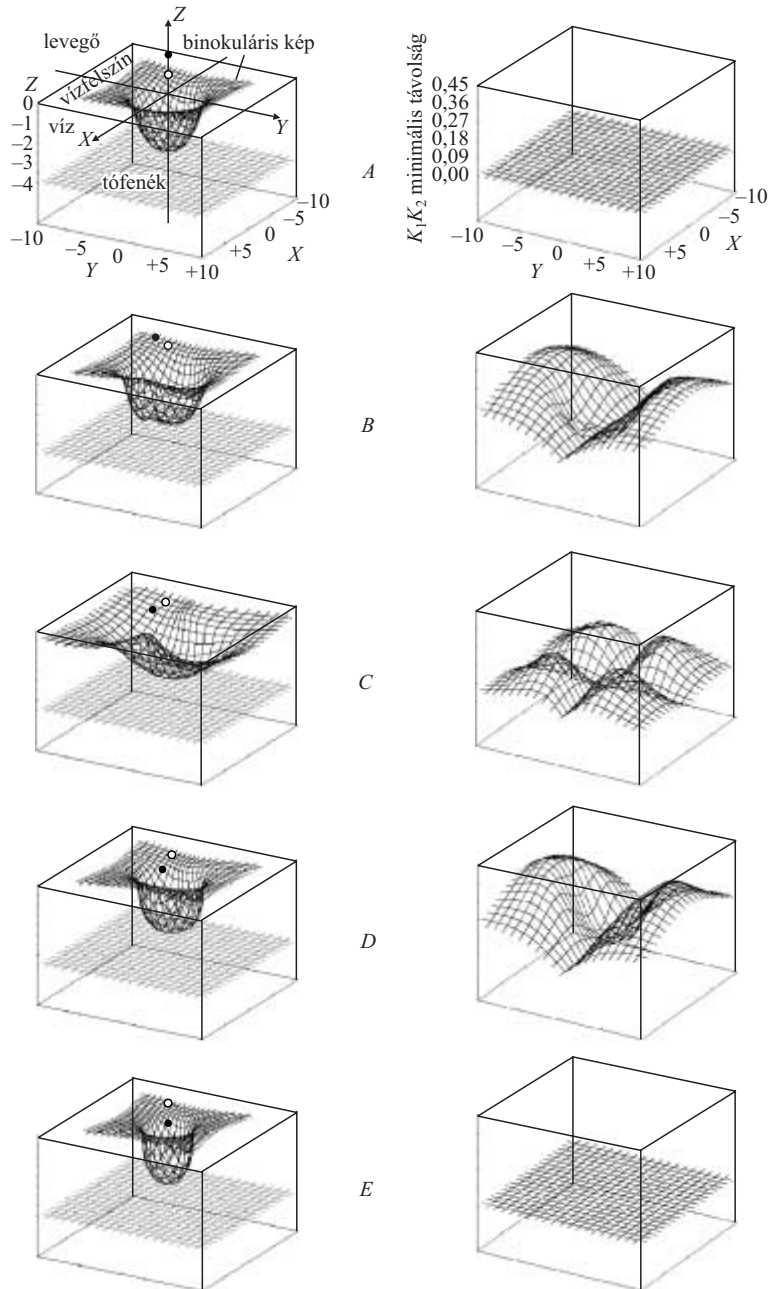 Z
levegő
binokuláris kép
vízfelszín
Z
0
−1
−2
−3
−4
víz
X
Y
tófenék
−10
−5
0
+5
+10
Y
X
−10
−5
0
+5
A
K₁K₂ minimális távolság
0,45
0,36
0,27
0,18
0,09
0,00
−10
−5
0
+5
+10
Y
X
−10
−5
0
+5
B
C
D
E